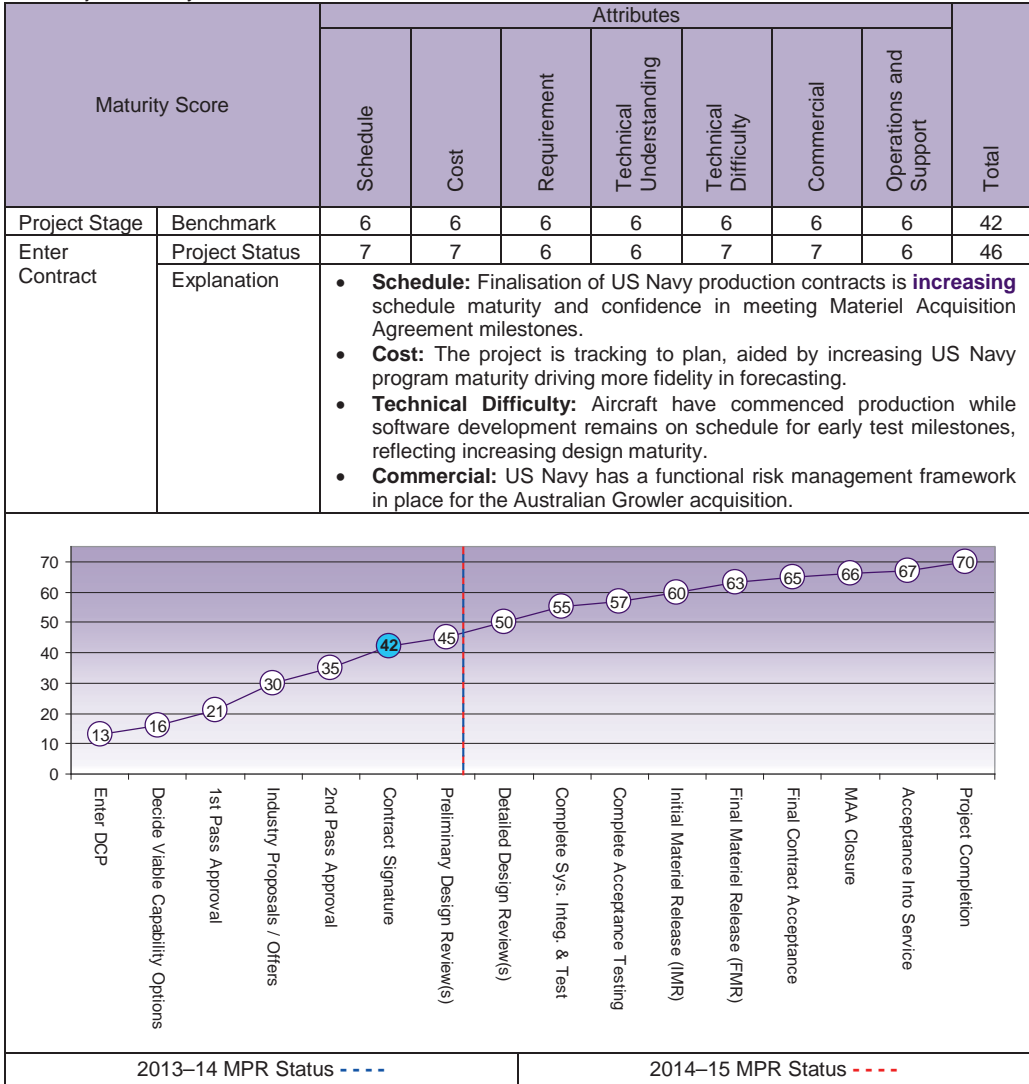 Maturity Score
Attributes
Total
Schedule
Cost
Requirement
Technical
Understanding
Technical
Difficulty
Commercial
Operations and
Support
Project Stage Benchmark 6 6 6 6 6 6 6 42
Enter
Contract
Project Status 7 7 6 6 7 7 6 46
Explanation
• Schedule: Finalisation of US Navy production contracts is increasing
schedule maturity and confidence in meeting Materiel Acquisition
Agreement milestones.
• Cost: The project is tracking to plan, aided by increasing US Navy
program maturity driving more fidelity in forecasting.
• Technical Difficulty: Aircraft have commenced production while
software development remains on schedule for early test milestones,
reflecting increasing design maturity.
• Commercial: US Navy has a functional risk management framework
in place for the Australian Growler acquisition.
70
60
50
40
30
20
10
0
13
16
21
30
35
42
45
50
55
57
60
63
65
66
67
70
Enter DCP
Decide Viable Capability Options
1st Pass Approval
Industry Proposals / Offers
2nd Pass Approval
Contract Signature
Preliminary Design Review(s)
Detailed Design Review(s)
Complete Sys. Integ. & Test
Complete Acceptance Testing
Initial Materiel Release (IMR)
Final Materiel Release (FMR)
Final Contract Acceptance
MAA Closure
Acceptance Into Service
Project Completion
2013–14 MPR Status - - - -
2014–15 MPR Status - - - -